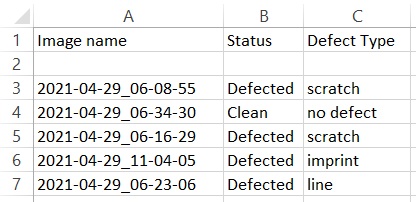 A B C
1 Image name Status Defect Type
2
3 2021-04-29_06-08-55 Defected scratch
4 2021-04-29_06-34-30 Clean no defect
5 2021-04-29_06-16-29 Defected scratch
6 2021-04-29_11-04-05 Defected imprint
7 2021-04-29_06-23-06 Defected line